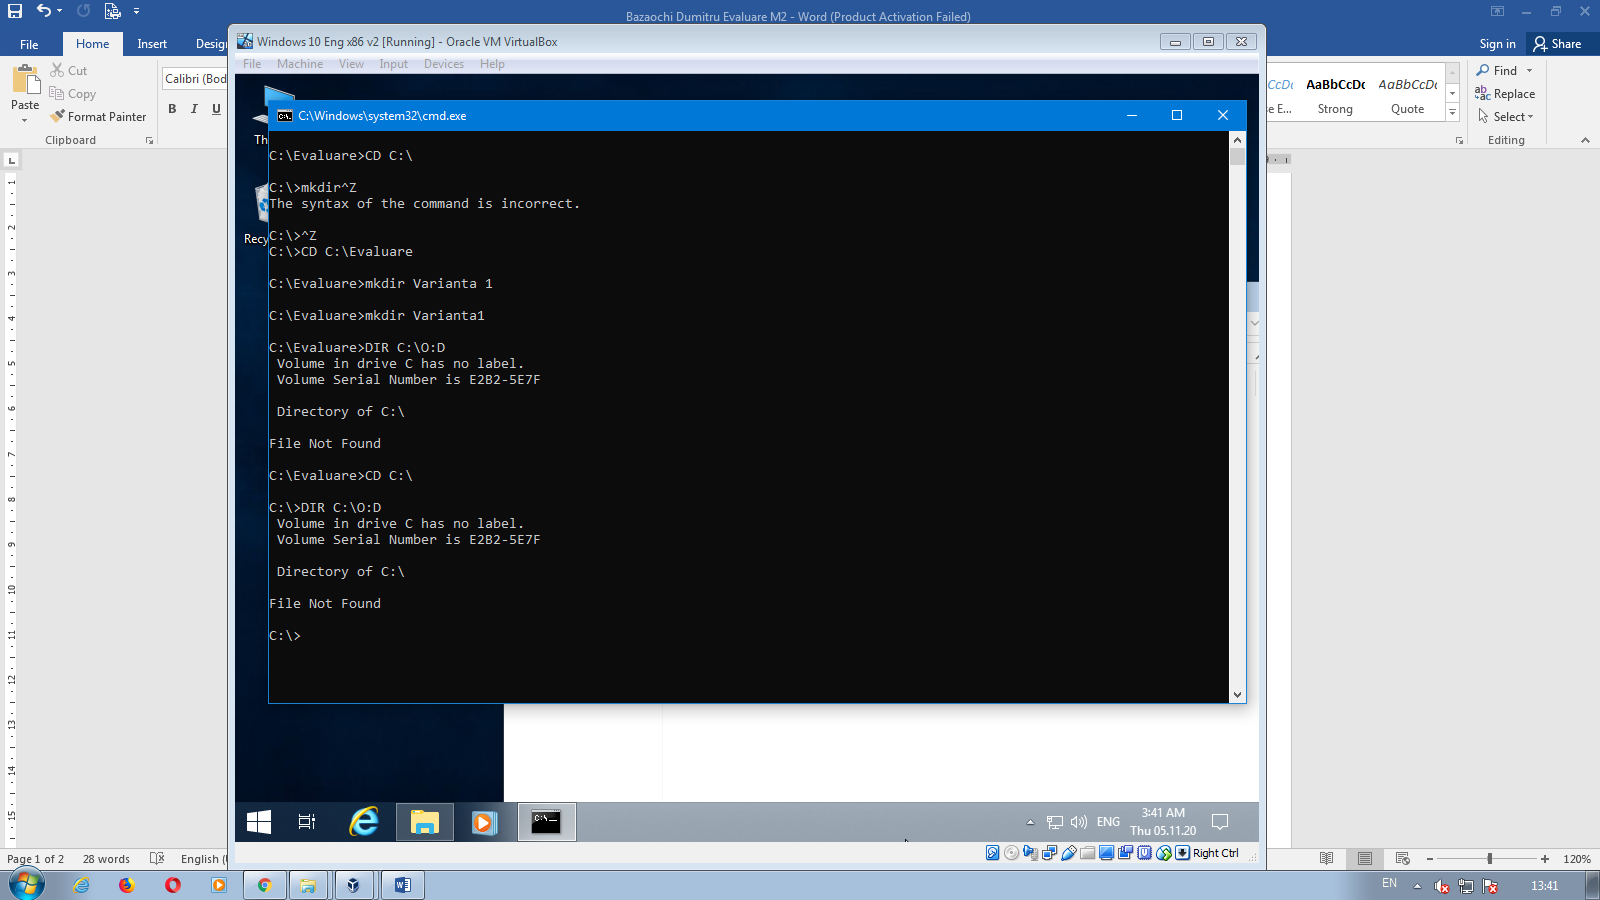 Bazaochi Dumitru Evaluare M2 - Word (Product Activation Failed)
File
Home
Insert
Sign in
Share
Cut
Copy
Paste
Format Painter
Clipboard
Calibri (Bod
B I U
Windows 10 Eng x86 v2 [Running] - Oracle VM VirtualBox
File Machine View Input Devices Help
AaBbCcDc
AaBbCcDc
Strong
Quote
Find
Replace
Select
Editing
C:\Windows\system32\cmd.exe
C:\Evaluare>CD C:\
C:\>mkdir^Z
The syntax of the command is incorrect.
C:\>^Z
C:\>CD C:\Evaluare
C:\Evaluare>mkdir Varianta 1
C:\Evaluare>mkdir Varianta1
C:\Evaluare>DIR C:\O:D
Volume in drive C has no label.
Volume Serial Number is E2B2-5E7F
Directory of C:\
File Not Found
C:\Evaluare>CD C:\
C:\>DIR C:\O:D
Volume in drive C has no label.
Volume Serial Number is E2B2-5E7F
Directory of C:\
File Not Found
C:\>
ENG
3:41 AM
Thu 05.11.20
Right Ctrl
Page 1 of 2
28 words
English (
120%
EN
13:41